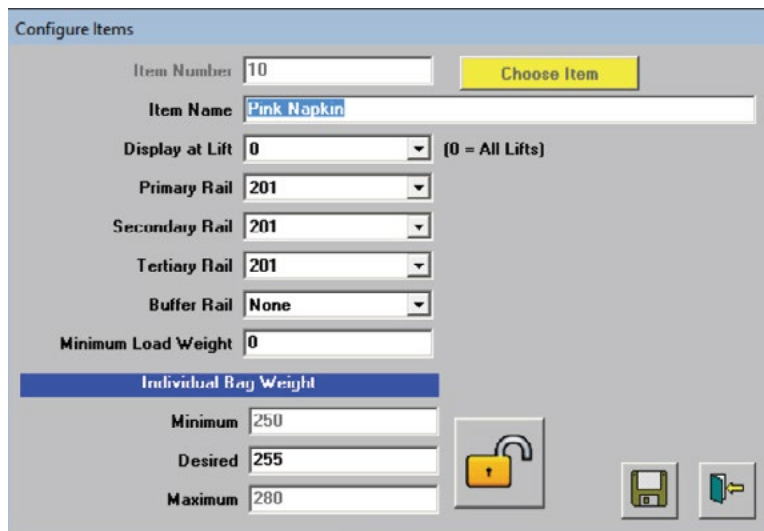 Configure Items
Item Number 10 Choose Item
Item Name Pink Napkin
Display at Lift 0 (0 = All Lifts)
Primary Rail 201
Secondary Rail 201
Tertiary Rail 201
Buffer Rail None
Minimum Load Weight 0
Individual Bag Weight
Minimum 250
Desired 255
Maximum 280